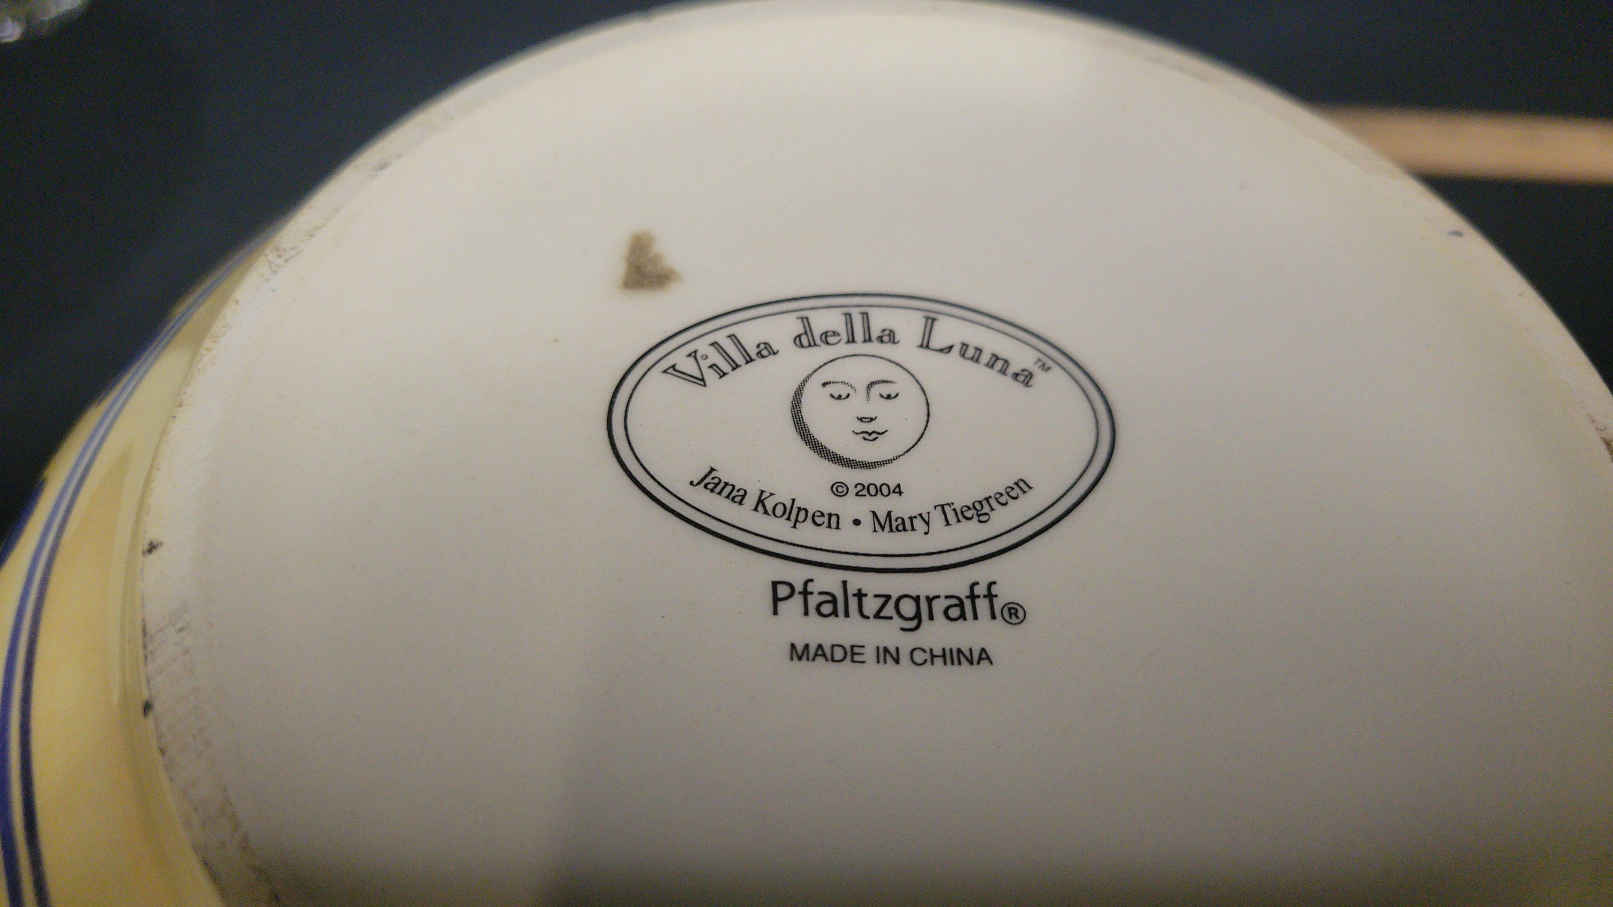 Villa della Luna™
© 2004
Jana Kolpen • Mary Tiegreen
Pfaltzgraff®
MADE IN CHINA